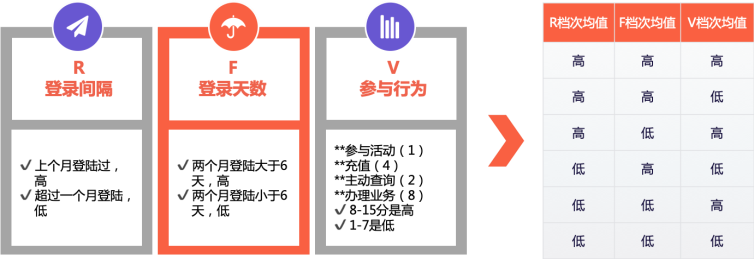 R
登录间隔
✓上个月登陆过，
高
✓超过一个月登陆，
低
F
登录天数
✓两个月登陆大于6
天，高
✓两个月登陆小于6
天，低
V
参与行为
**参与活动（1）
**充值（4）
**主动查询（2）
**办理业务（8）
✓8-15分是高
✓1-7是低
R档次均值 F档次均值 V档次均值
高 高 高
高 高 低
高 低 高
低 高 低
低 低 高
低 低 低